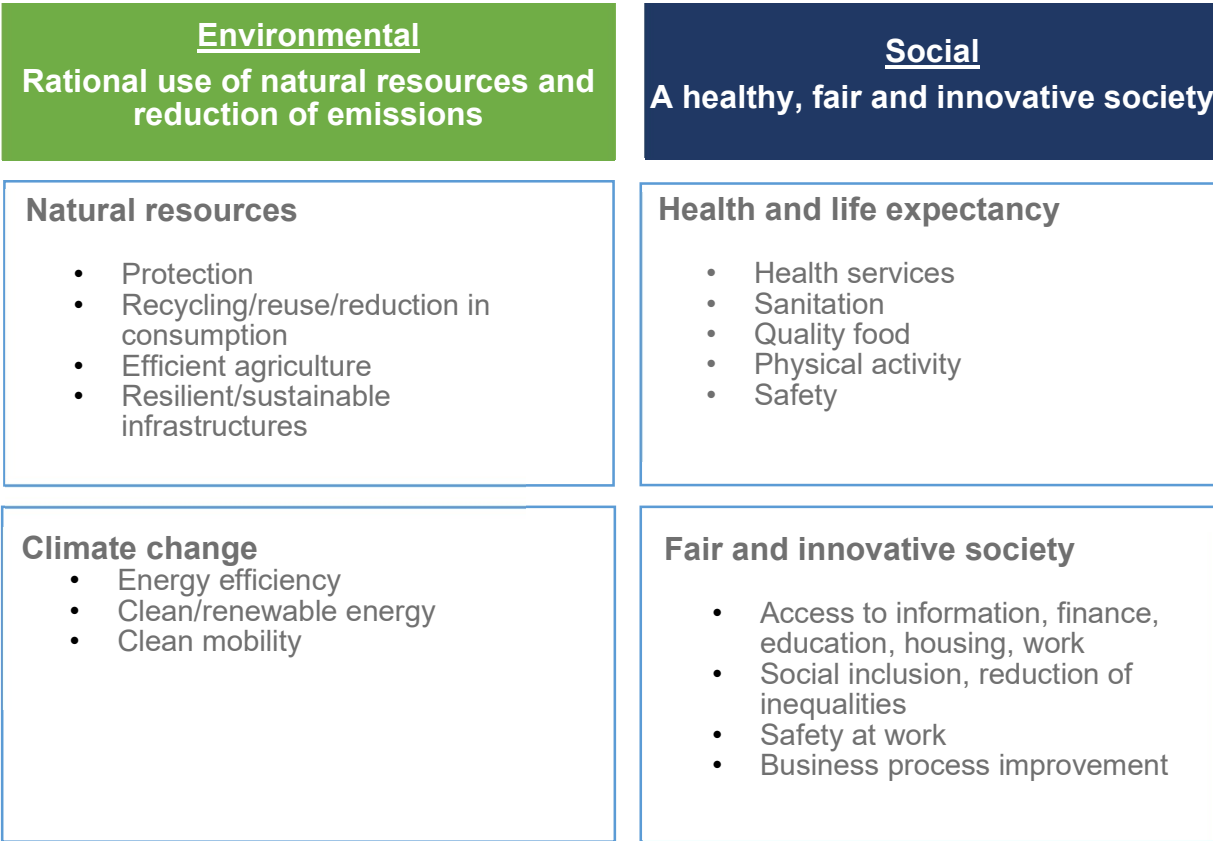 Environmental
Rational use of natural resources and
reduction of emissions
Social
A healthy, fair and innovative society
Natural resources
• Protection
• Recycling/reuse/reduction in
consumption
• Efficient agriculture
• Resilient/sustainable
infrastructures
Health and life expectancy
• Health services
• Sanitation
• Quality food
• Physical activity
• Safety
Climate change
• Energy efficiency
• Clean/renewable energy
• Clean mobility
Fair and innovative society
• Access to information, finance,
education, housing, work
• Social inclusion, reduction of
inequalities
• Safety at work
• Business process improvement